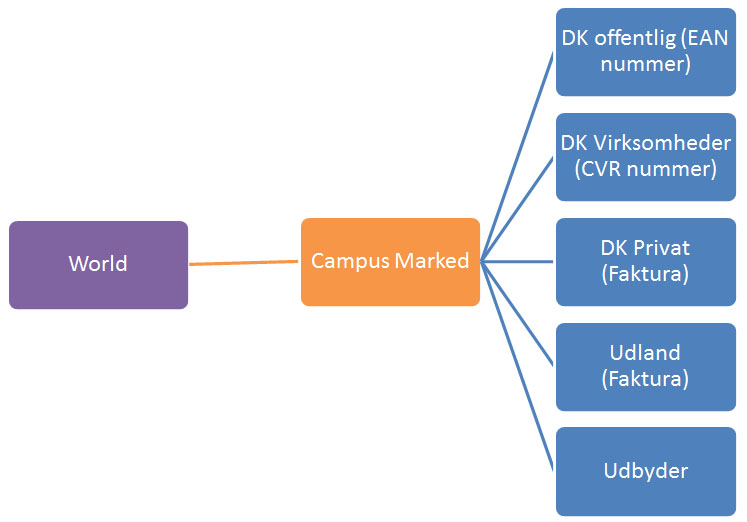 World
Campus Marked
DK offentlig (EAN
nummer)
DK Virksomheder
(CVR nummer)
DK Privat
(Faktura)
Udland
(Faktura)
Udbyder